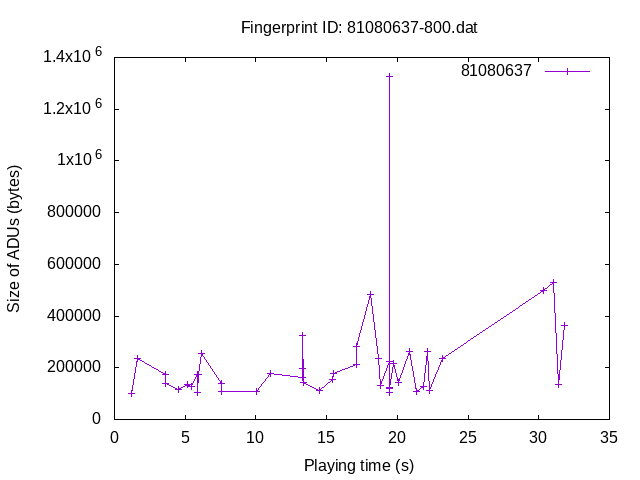 Fingerprint ID: 81080637-800.dat
81080637
Size of ADUs (bytes)
1.4x10^6
1.2x10^6
1x10^6
800000
600000
400000
200000
0
0 5 10 15 20 25 30 35
Playing time (s)